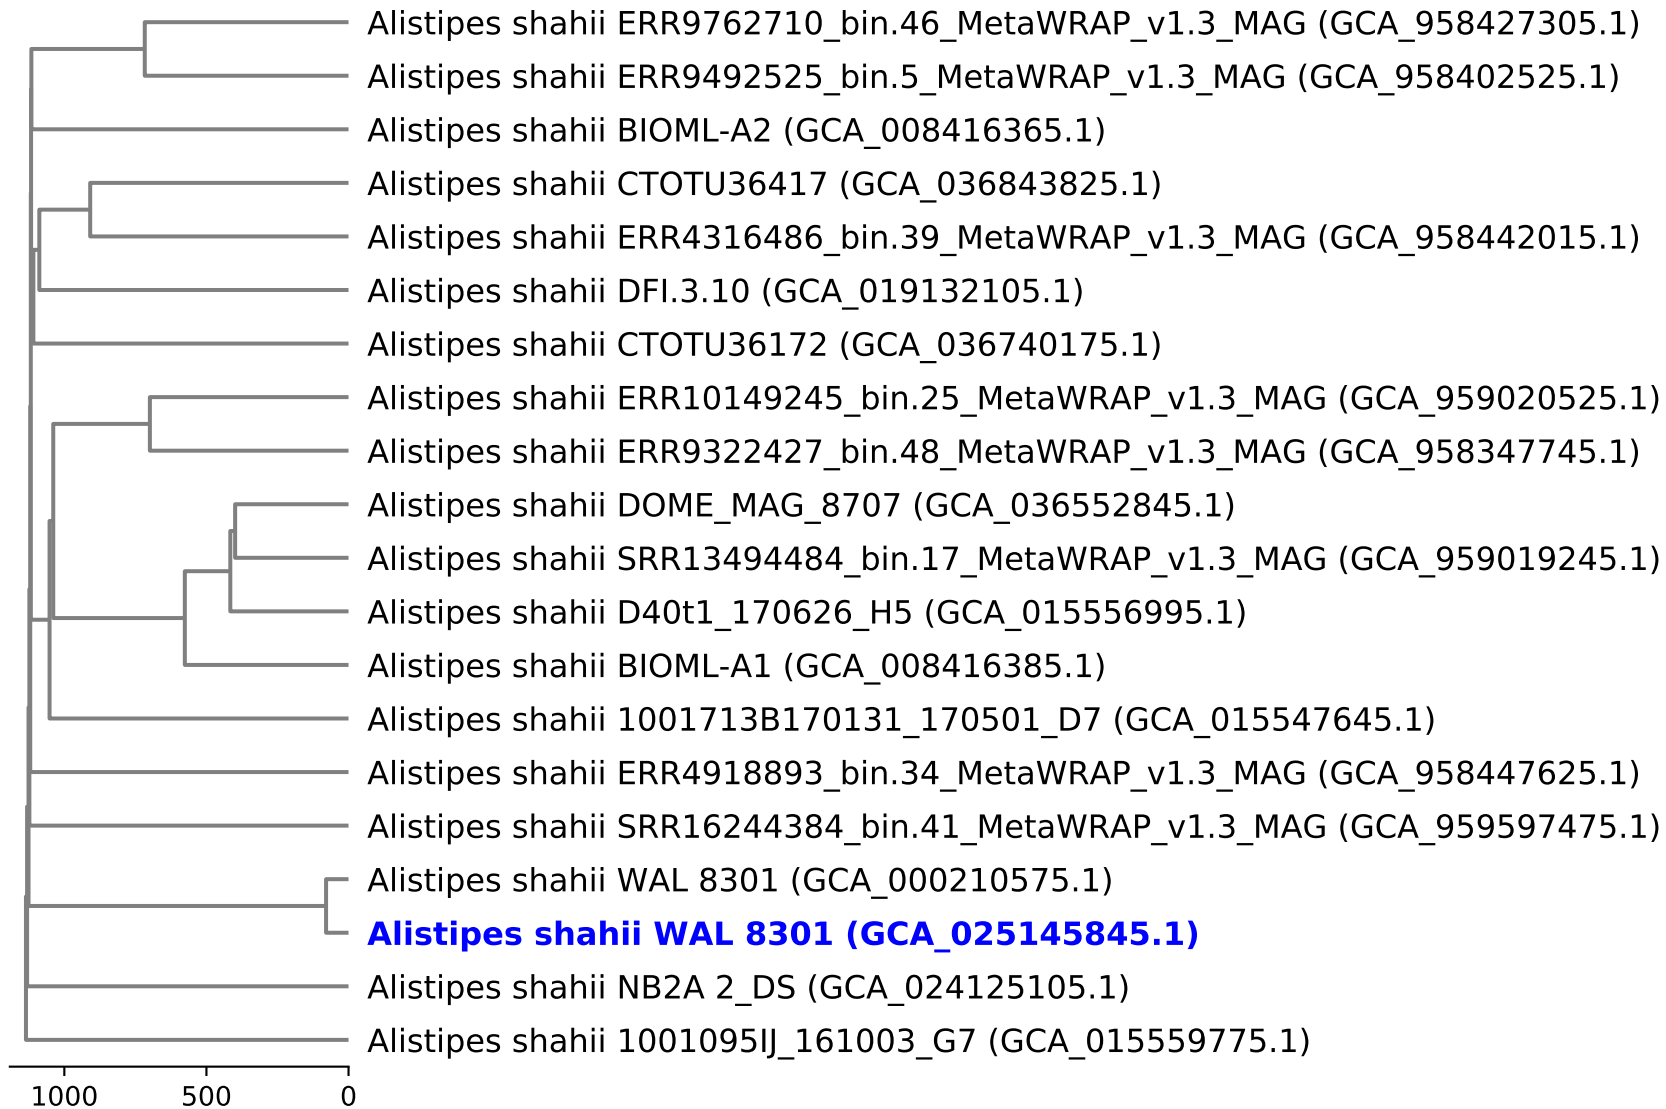 Alistipes shahii ERR9762710_bin.46_MetaWRAP_v1.3_MAG (GCA_958427305.1)
Alistipes shahii ERR9492525_bin.5_MetaWRAP_v1.3_MAG (GCA_958402525.1)
Alistipes shahii BIOML-A2 (GCA_008416365.1)
Alistipes shahii CTOTU36417 (GCA_036843825.1)
Alistipes shahii ERR4316486_bin.39_MetaWRAP_v1.3_MAG (GCA_958442015.1)
Alistipes shahii DFI.3.10 (GCA_019132105.1)
Alistipes shahii CTOTU36172 (GCA_036740175.1)
Alistipes shahii ERR10149245_bin.25_MetaWRAP_v1.3_MAG (GCA_959020525.1)
Alistipes shahii ERR9322427_bin.48_MetaWRAP_v1.3_MAG (GCA_958347745.1)
Alistipes shahii DOME_MAG_8707 (GCA_036552845.1)
Alistipes shahii SRR13494484_bin.17_MetaWRAP_v1.3_MAG (GCA_959019245.1)
Alistipes shahii D40t1_170626_H5 (GCA_015556995.1)
Alistipes shahii BIOML-A1 (GCA_008416385.1)
Alistipes shahii 1001713B170131_170501_D7 (GCA_015547645.1)
Alistipes shahii ERR4918893_bin.34_MetaWRAP_v1.3_MAG (GCA_958447625.1)
Alistipes shahii SRR16244384_bin.41_MetaWRAP_v1.3_MAG (GCA_959597475.1)
Alistipes shahii WAL 8301 (GCA_000210575.1)
Alistipes shahii WAL 8301 (GCA_025145845.1)
Alistipes shahii NB2A 2_DS (GCA_024125105.1)
Alistipes shahii 1001095IJ_161003_G7 (GCA_015559775.1)
1000 500 0